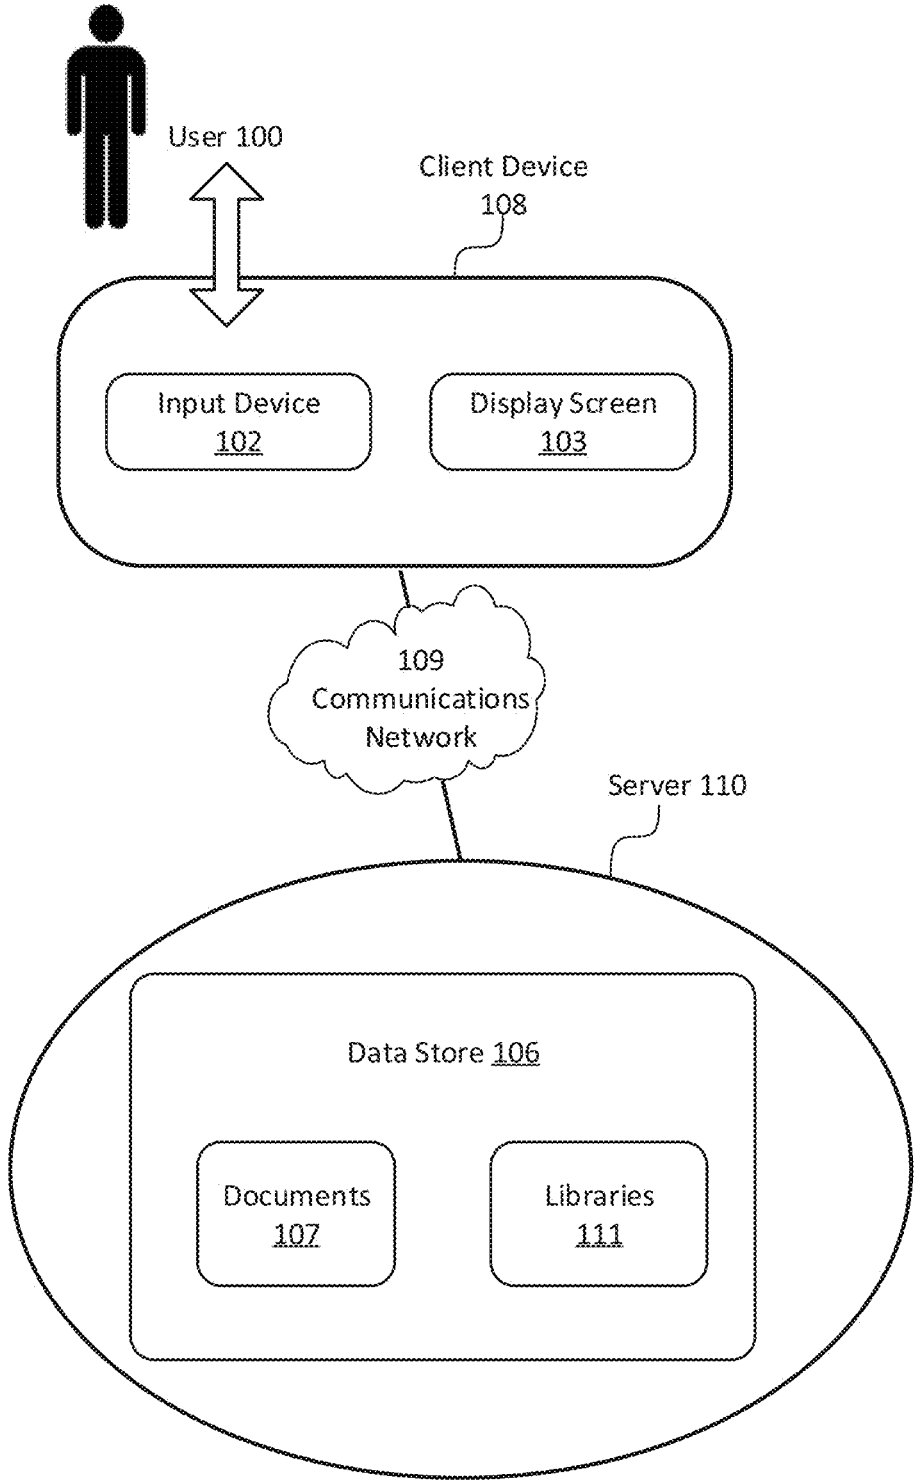 User 100
Client Device
108
Input Device
102
Display Screen
103
109
Communications
Network
Server 110
Data Store 106
Documents
107
Libraries
111